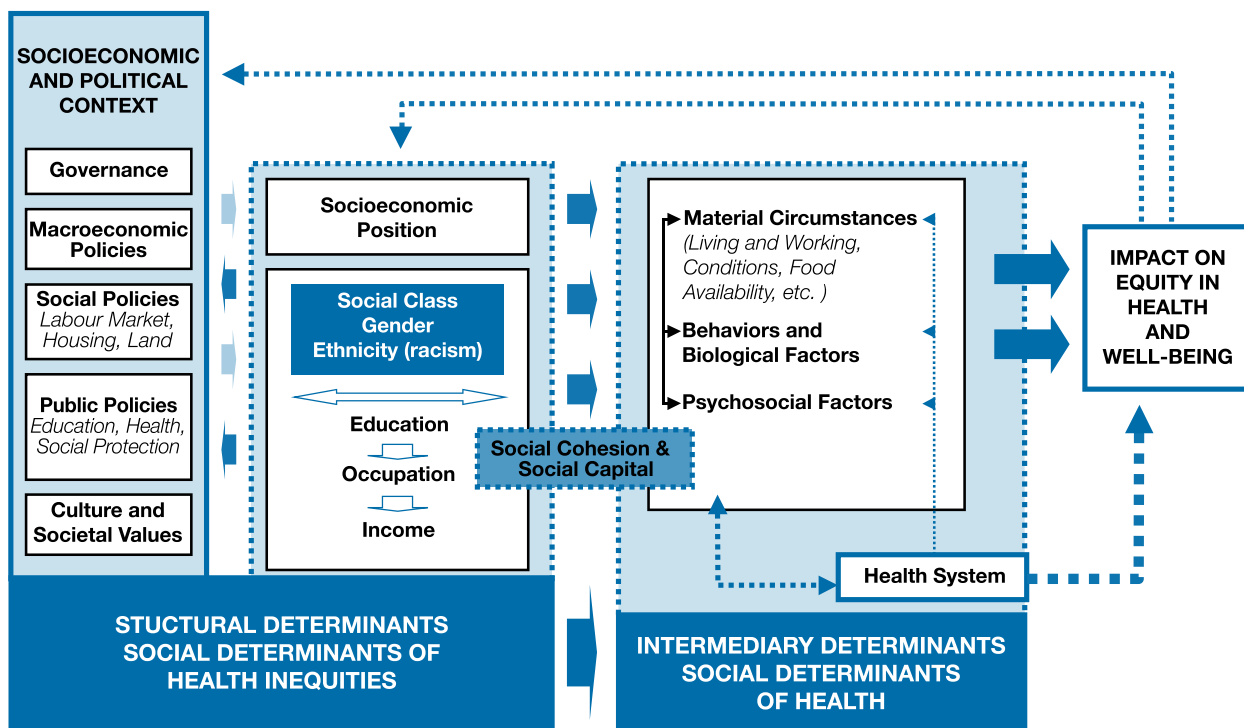 SOCIOECONOMIC
AND POLITICAL
CONTEXT
Governance
Macroeconomic
Policies
Social Policies
Labour Market,
Housing, Land
Public Policies
Education, Health,
Social Protection
Culture and
Societal Values
Socioeconomic
Position
Social Class
Gender
Ethnicity (racism)
Education
Occupation
Income
Social Cohesion &
Social Capital
Material Circumstances
(Living and Working,
Conditions, Food
Availability, etc. )
Behaviors and
Biological Factors
Psychosocial Factors
Health System
IMPACT ON
EQUITY IN
HEALTH
AND
WELL-BEING
STUCTURAL DETERMINANTS
SOCIAL DETERMINANTS OF
HEALTH INEQUITIES
INTERMEDIARY DETERMINANTS
SOCIAL DETERMINANTS
OF HEALTH